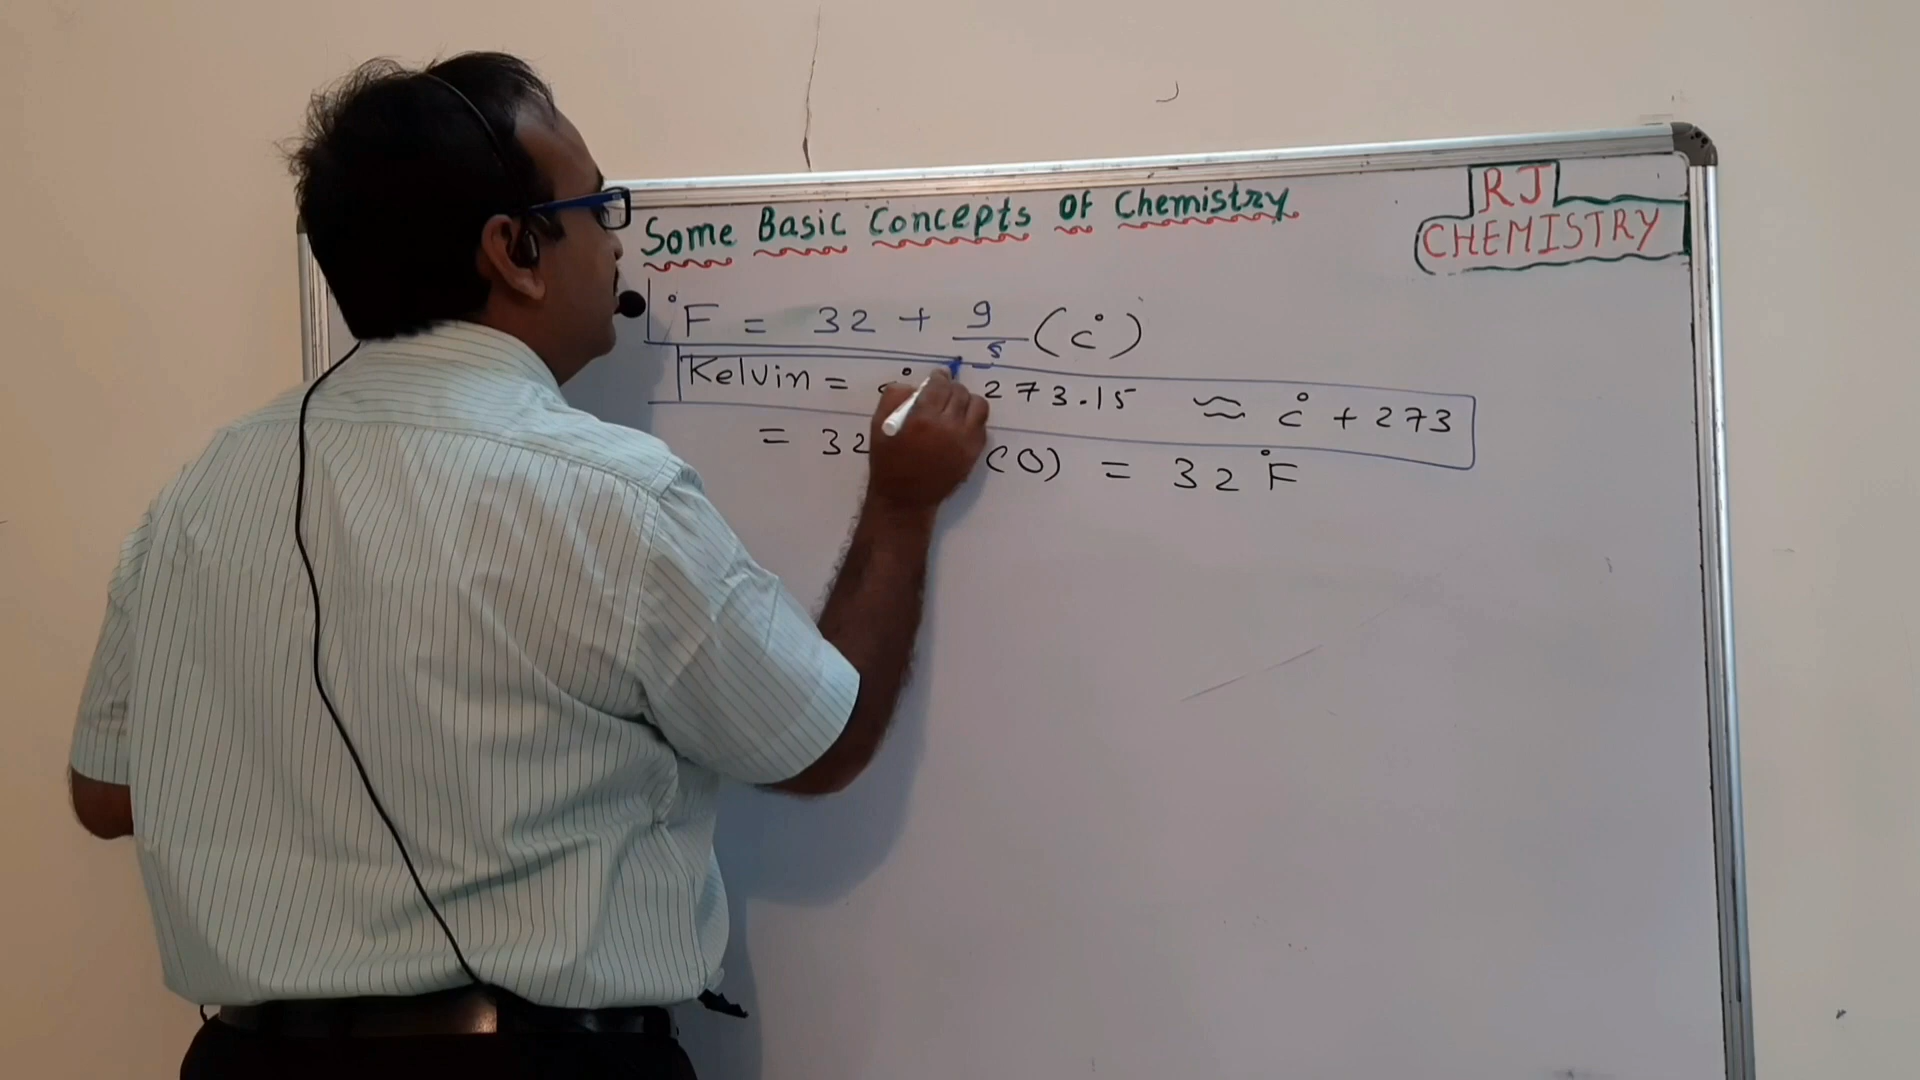 Some Basic Concepts Of Chemistry
RJ
CHEMISTRY
°F = 32 + 9/5 (c°)
Kelvin = c° 273.15 ≈ c° + 273
= 32 (0) = 32 °F